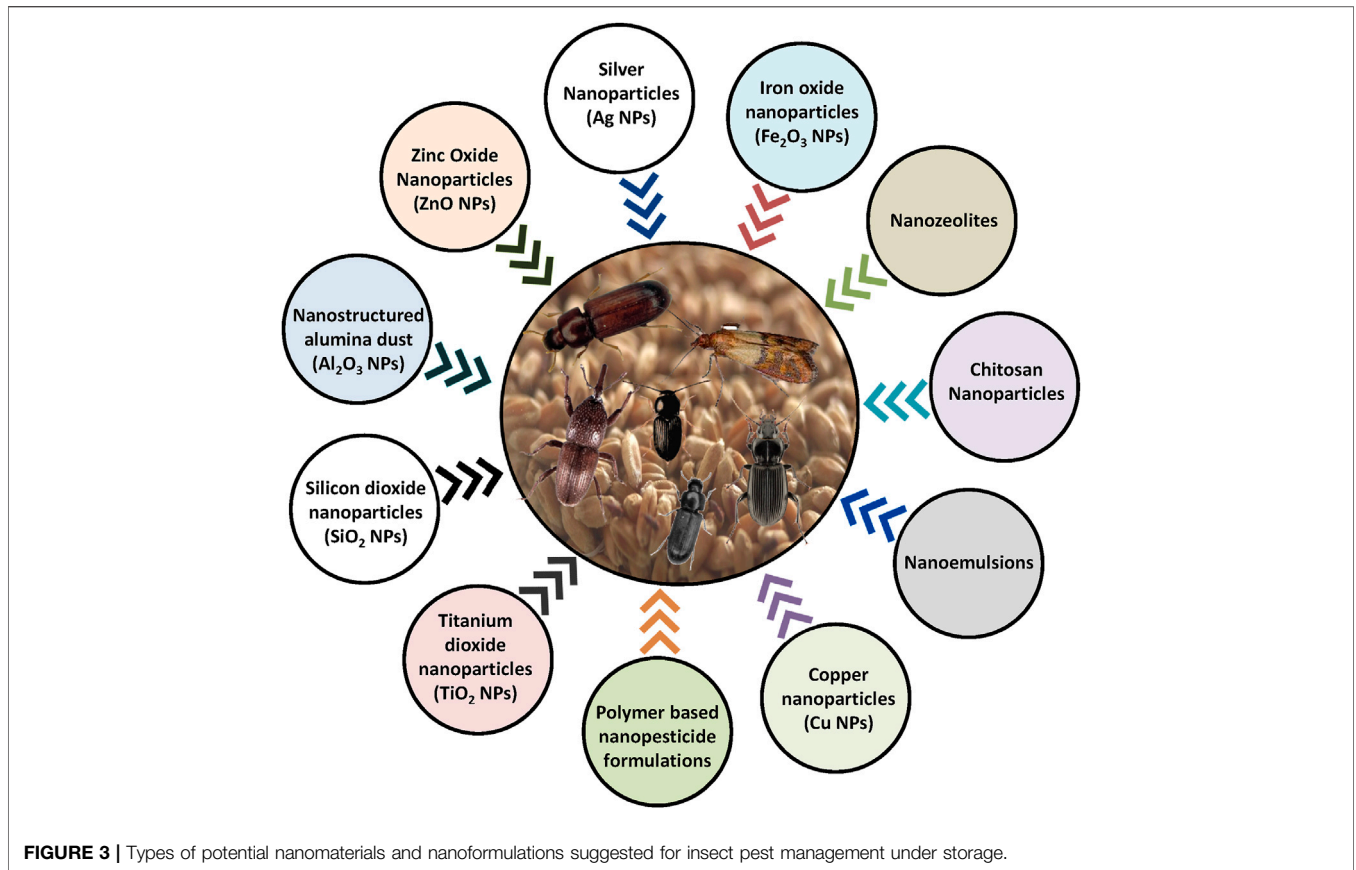 Silver
Nanoparticles
(Ag NPs)
Iron oxide
nanoparticles
(Fe₂O₃ NPs)
Nanozeolites
Chitosan
Nanoparticles
Nanoemulsions
Copper
nanoparticles
(Cu NPs)
Polymer based
nanopesticide
formulations
Titanium
dioxide
nanoparticles
(TiO₂ NPs)
Silicon dioxide
nanoparticles
(SiO₂ NPs)
Nanostructured
alumina dust
(Al₂O₃ NPs)
Zinc Oxide
Nanoparticles
(ZnO NPs)
FIGURE 3 | Types of potential nanomaterials and nanoformulations suggested for insect pest management under storage.